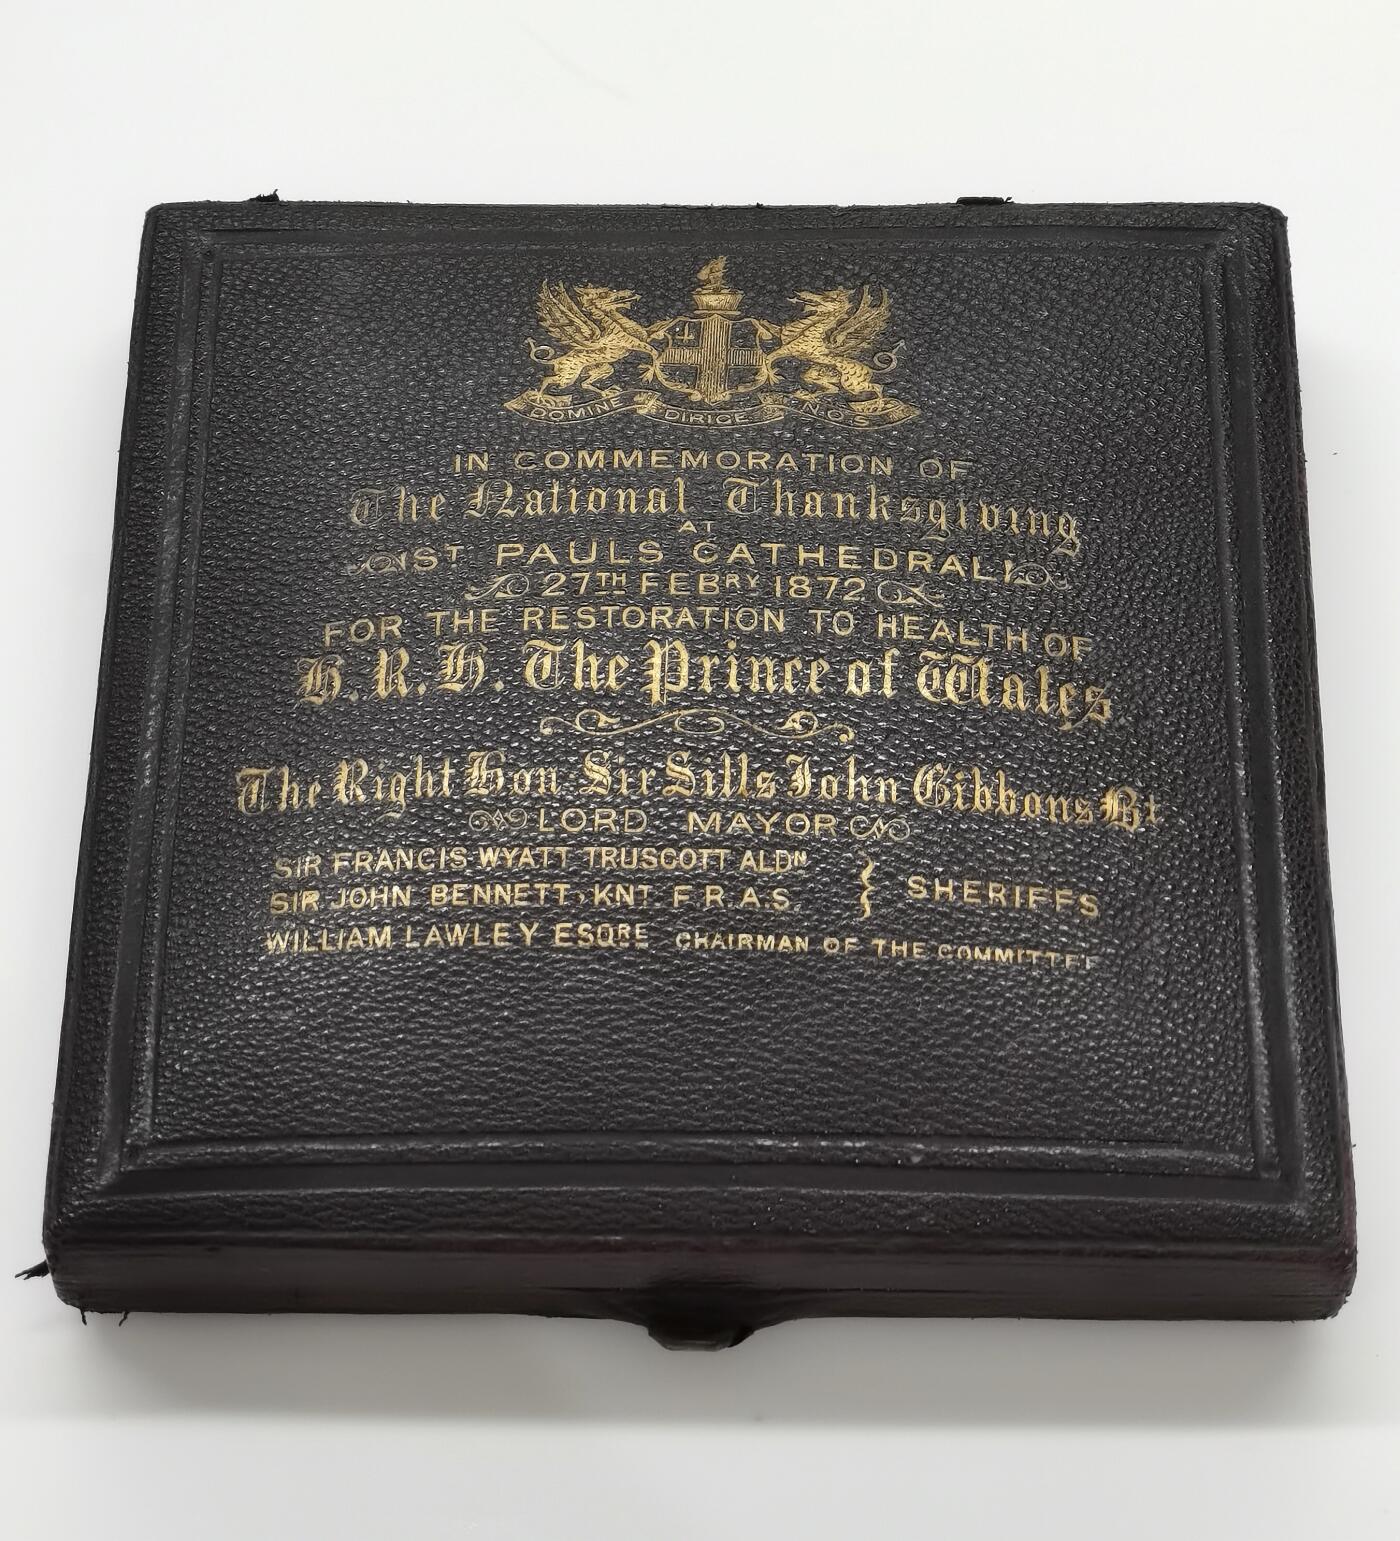 DOMINE DIRIGE NOS
IN COMMEMORATION OF
The National Thanksgiving
AT
ST PAULS CATHEDRAL
27TH FEBRY 1872
FOR THE RESTORATION TO HEALTH OF
H.R.H. The Prince of Wales
The Right Hon Sir Sills John Gibbons Bt
LORD MAYOR
SIR FRANCIS WYATT TRUSCOTT ALDN
SIR JOHN BENNETT, KNT F.R.A.S. } SHERIFFS
WILLIAM LAWLEY ESQRE CHAIRMAN OF THE COMMITTEE